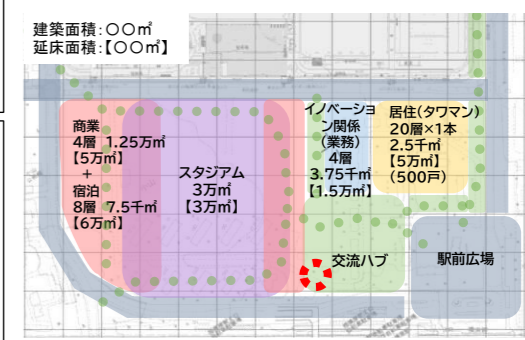 建築面積:○○㎡
延床面積:【○○㎡】
商業
4層 1.25万㎡
【5万㎡】
+
宿泊
8層 7.5千㎡
【6万㎡】
スタジアム
3万㎡
【3万㎡】
イノベーショ
ン関係
(業務)
4層
3.75千㎡
【1.5万㎡】
居住(タワマン)
20層×1本
2.5千㎡
【5万㎡】
(500戸)
交流ハブ
駅前広場